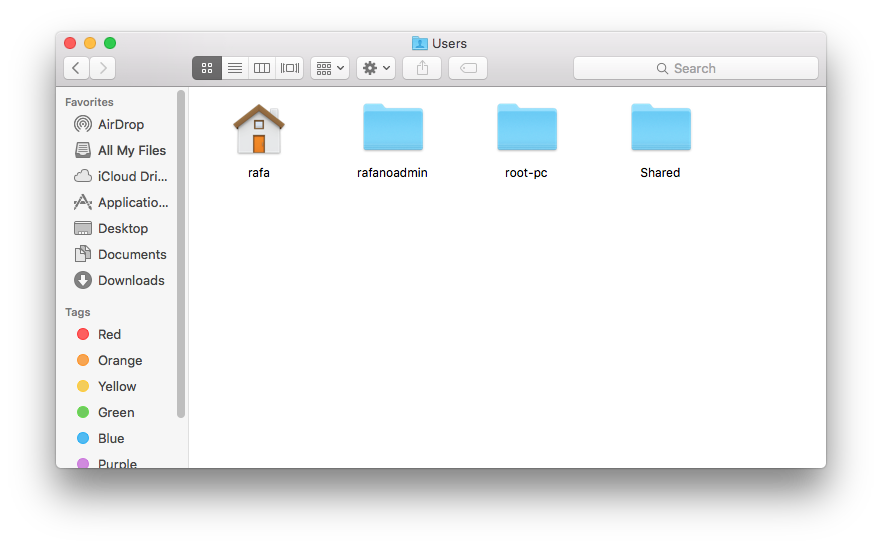 Users
Search
Favorites
AirDrop
All My Files
iCloud Dri...
Applicatio...
Desktop
Documents
Downloads
Tags
Red
Orange
Yellow
Green
Blue
Purple
rafa
rafanoadmin
root-pc
Shared